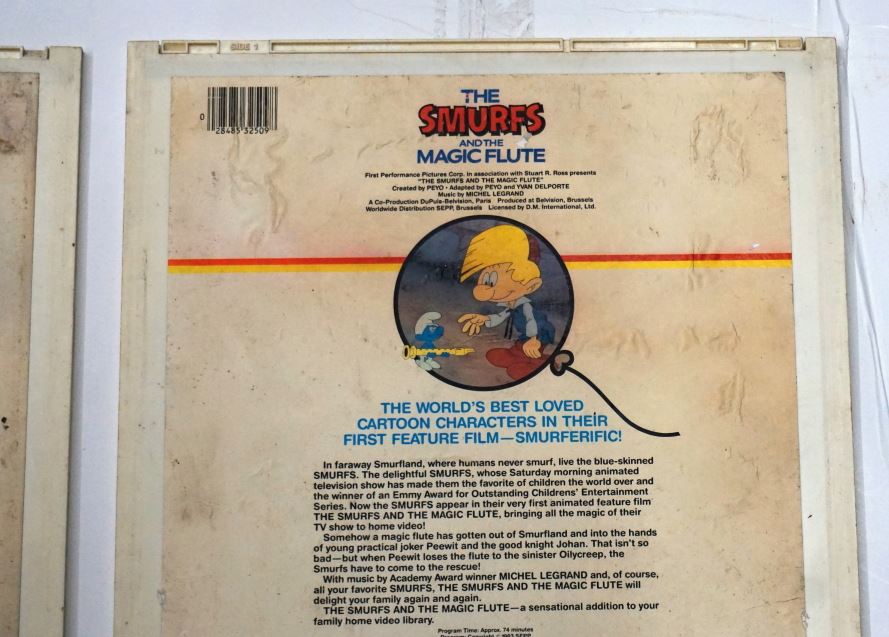 SIDE 1
0
28485 32509
THE
SMURFS
AND THE
MAGIC FLUTE
First Performance Pictures Corp. in association with Stuart R. Ross presents
"THE SMURFS AND THE MAGIC FLUTE"
Created by PEYO • Adapted by PEYO and YVAN DELPORTE
Music by MICHEL LEGRAND
A Co-Production DuPuis-Belvision, Paris Produced at Belvision, Brussels
Worldwide Distribution SEPP, Brussels Licensed by D.M. International, Ltd.
THE WORLD'S BEST LOVED
CARTOON CHARACTERS IN THEIR
FIRST FEATURE FILM—SMURFERIFIC!
In faraway Smurfland, where humans never smurf, live the blue-skinned
SMURFS. The delightful SMURFS, whose Saturday morning animated
television show has made them the favorite of children the world over and
the winner of an Emmy Award for Outstanding Childrens' Entertainment
Series. Now the SMURFS appear in their very first animated feature film
THE SMURFS AND THE MAGIC FLUTE, bringing all the magic of their
TV show to home video!
Somehow a magic flute has gotten out of Smurfland and into the hands
of young practical joker Peewit and the good knight Johan. That isn't so
bad—but when Peewit loses the flute to the sinister Oilycreep, the
Smurfs have to come to the rescue!
With music by Academy Award winner MICHEL LEGRAND and, of course,
all your favorite SMURFS, THE SMURFS AND THE MAGIC FLUTE will
delight your family again and again.
THE SMURFS AND THE MAGIC FLUTE—a sensational addition to your
family home video library.
Program Time: Approx. 74 minutes
Program: Copyright © 1983 SEPP